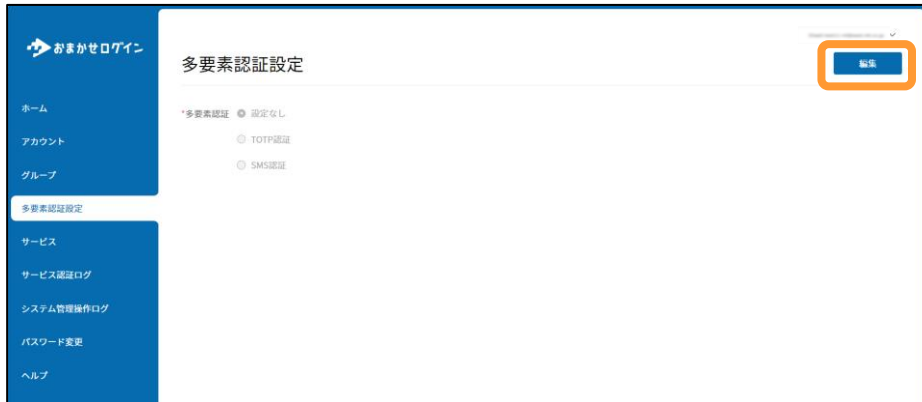 おまかせログイン
多要素認証設定
編集
ホーム
アカウント
グループ
多要素認証設定
サービス
サービス認証ログ
システム管理操作ログ
パスワード変更
ヘルプ
*多要素認証 設定なし
TOTP認証
SMS認証